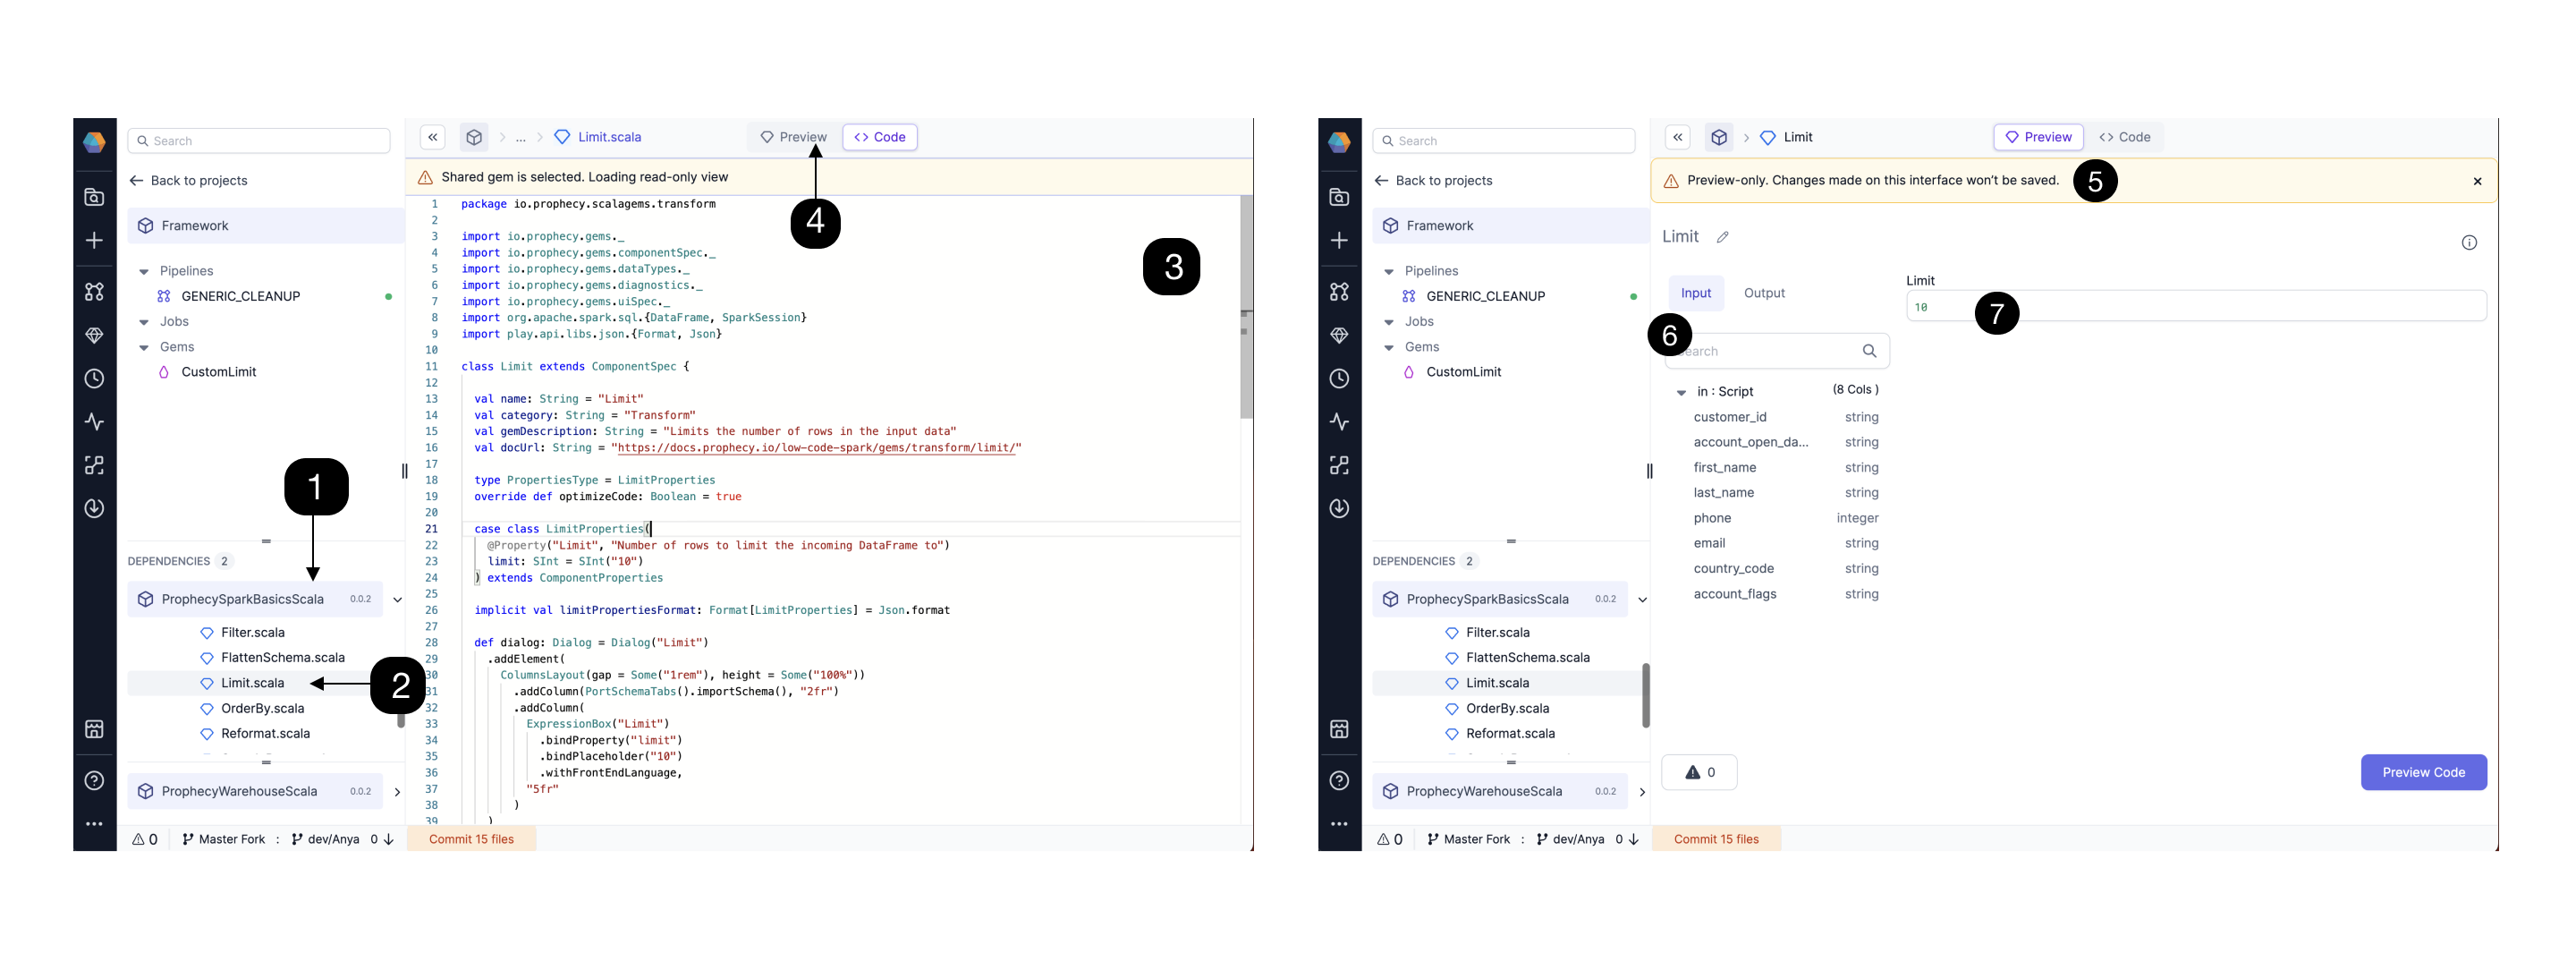 Search
Back to projects
Framework
Pipelines
GENERIC_CLEANUP
Jobs
Gems
CustomLimit
1
DEPENDENCIES 2
ProphecySparkBasicsScala 0.0.2
Filter.scala
FlattenSchema.scala
Limit.scala
2
OrderBy.scala
Reformat.scala
ProphecyWarehouseScala 0.0.2
0 Master Fork : dev/Anya 0 Commit 15 files
... Limit.scala Preview <> Code
Shared gem is selected. Loading read-only view
4
3
1 package io.prophecy.scalagems.transform
2
3 import io.prophecy.gems._
4 import io.prophecy.gems.componentSpec._
5 import io.prophecy.gems.dataTypes._
6 import io.prophecy.gems.diagnostics._
7 import io.prophecy.gems.uiSpec._
8 import org.apache.spark.sql.{DataFrame, SparkSession}
9 import play.api.libs.json.{Format, Json}
10
11 class Limit extends ComponentSpec {
12
13 val name: String = "Limit"
14 val category: String = "Transform"
15 val gemDescription: String = "Limits the number of rows in the input data"
16 val docUrl: String = "https://docs.prophecy.io/low-code-spark/gems/transform/limit/"
17
18 type PropertiesType = LimitProperties
19 override def optimizeCode: Boolean = true
20
21 case class LimitProperties(
22 @Property("Limit", "Number of rows to limit the incoming DataFrame to")
23 limit: SInt = SInt("10")
24 ) extends ComponentProperties
25
26 implicit val limitPropertiesFormat: Format[LimitProperties] = Json.format
27
28 def dialog: Dialog = Dialog("Limit")
29 .addElement(
30 ColumnsLayout(gap = Some("1rem"), height = Some("100%"))
31 .addColumn(PortSchemaTabs().importSchema(), "2fr")
32 .addColumn(
33 ExpressionBox("Limit")
34 .bindProperty("limit")
35 .bindPlaceholder("10")
36 .withFrontEndLanguage,
37 "5fr"
38 )
39 )
Search
Back to projects
Framework
Pipelines
GENERIC_CLEANUP
Jobs
Gems
CustomLimit
DEPENDENCIES 2
ProphecySparkBasicsScala 0.0.2
Filter.scala
FlattenSchema.scala
Limit.scala
OrderBy.scala
Reformat.scala
ProphecyWarehouseScala 0.0.2
0 Master Fork : dev/Anya 0 Commit 15 files
Limit Preview <> Code
Preview-only. Changes made on this interface won't be saved. 5
Limit
Input Output
6
in : Script (8 Cols )
customer_id string
account_open_da... string
first_name string
last_name string
phone integer
email string
country_code string
account_flags string
Limit
10 7
0
Preview Code